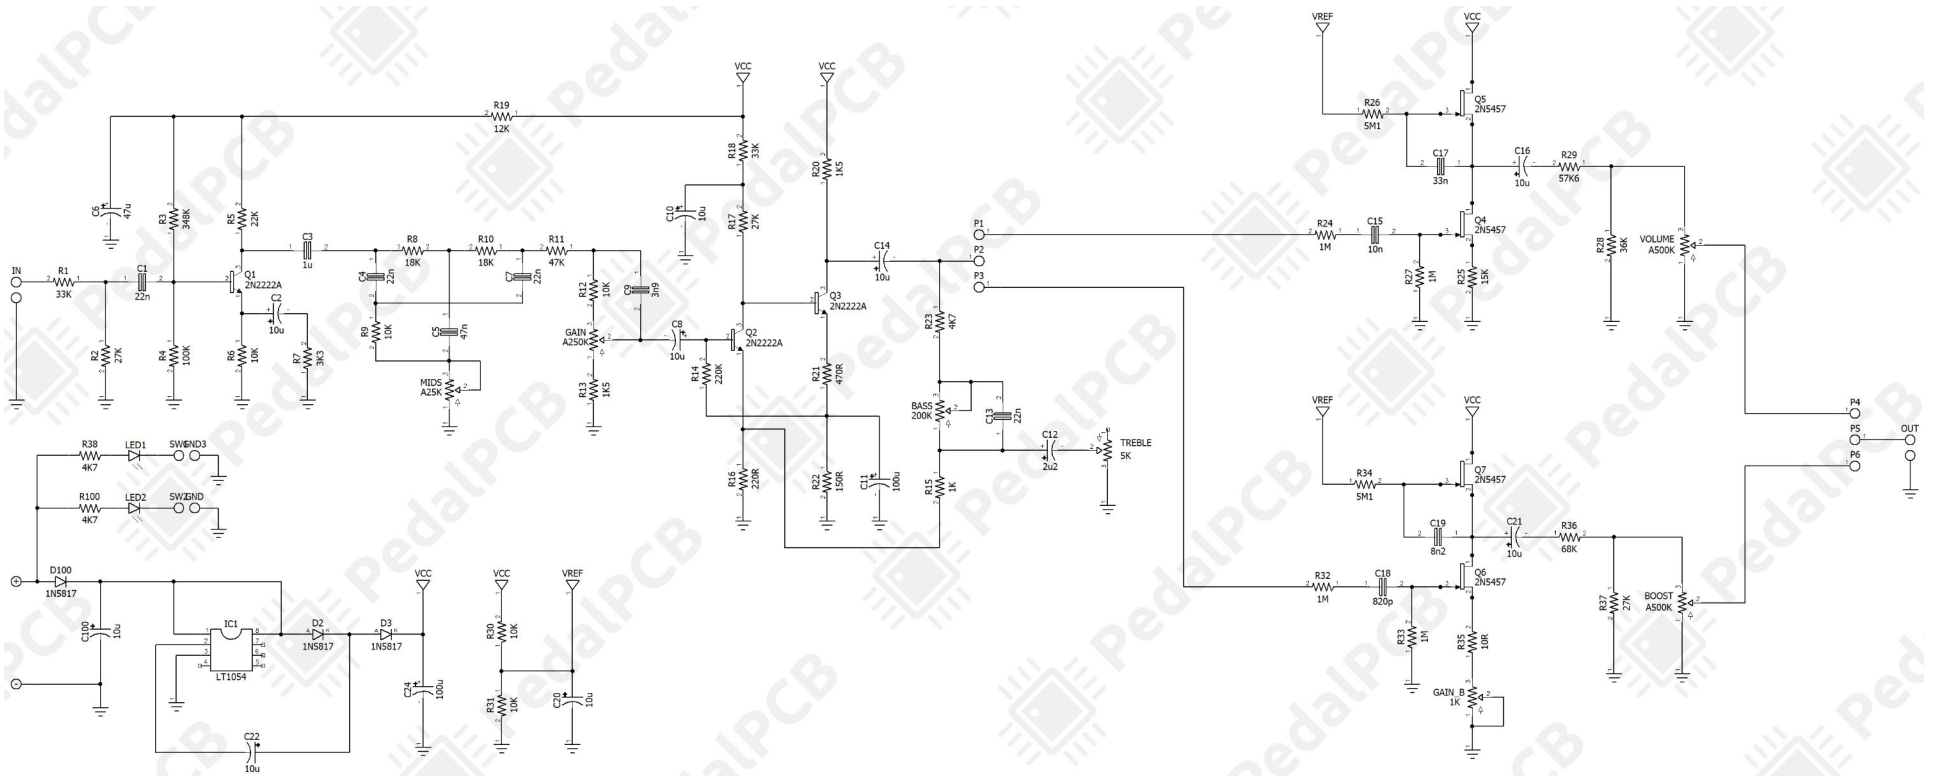 VREF
VCC
VCC
VCC
R19
12K
R26
5M1
Q5
2N5457
C6
47u
R3
348K
R5
22K
R18
33K
R20
1K5
C17
33n
C16
10u
R29
57K6
C10
10u
R17
27K
C3
1u
R8
18K
R10
18K
R11
47K
C14
10u
P1
P2
P3
R24
1M
C15
10n
Q4
2N5457
R28
36K
VOLUME
A500K
IN
R1
33K
C1
22n
Q1
2N2222A
C4
22n
C7
22n
R12
10K
C9
3n9
Q3
2N2222A
R27
1M
R25
15K
C2
10u
R2
27K
R4
100K
R6
10K
R7
3K3
R9
10K
C5
47n
GAIN
A250K
C8
10u
Q2
2N2222A
R23
4K7
MIDS
A25K
R13
1K5
R14
220K
R21
470R
BASS
200K
C13
22n
VREF
VCC
P4
P5
P6
OUT
R38
4K7
LED1
SW1
GND3
C12
2u2
TREBLE
5K
R100
4K7
LED2
SW2
GND
R16
220R
R22
150R
C11
100u
R15
1K
R34
5M1
Q7
2N5457
C19
8n2
C21
10u
R36
68K
D100
1N5817
VCC
VCC
VREF
R32
1M
C18
820p
Q6
2N5457
R37
27K
BOOST
A500K
C100
10u
IC1
LT1054
D2
1N5817
D3
1N5817
R30
10K
R33
1M
R35
10R
C24
100u
R31
10K
C20
10u
GAIN_B
1K
C22
10u
PedalPCB